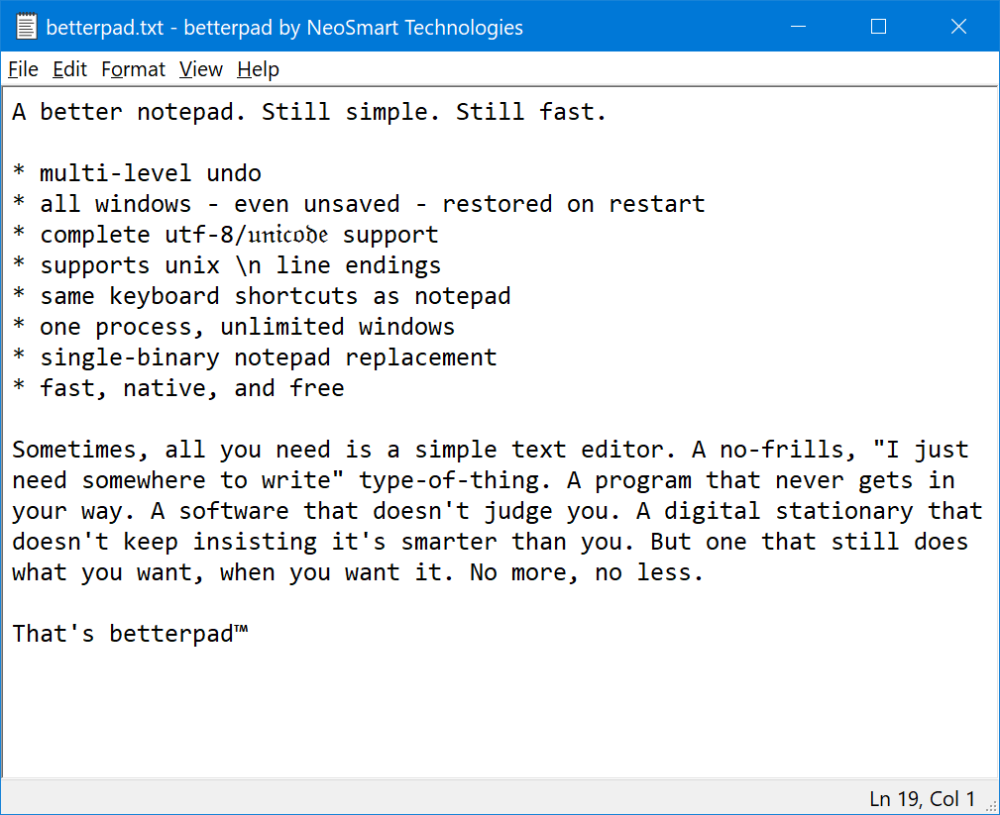 betterpad.txt - betterpad by NeoSmart Technologies
File Edit Format View Help
A better notepad. Still simple. Still fast.
* multi-level undo
* all windows - even unsaved - restored on restart
* complete utf-8/𝔲𝔫𝔦𝔠𝔬𝔡𝔢 support
* supports unix \n line endings
* same keyboard shortcuts as notepad
* one process, unlimited windows
* single-binary notepad replacement
* fast, native, and free
Sometimes, all you need is a simple text editor. A no-frills, "I just
need somewhere to write" type-of-thing. A program that never gets in
your way. A software that doesn't judge you. A digital stationary that
doesn't keep insisting it's smarter than you. But one that still does
what you want, when you want it. No more, no less.
That's betterpad™
Ln 19, Col 1